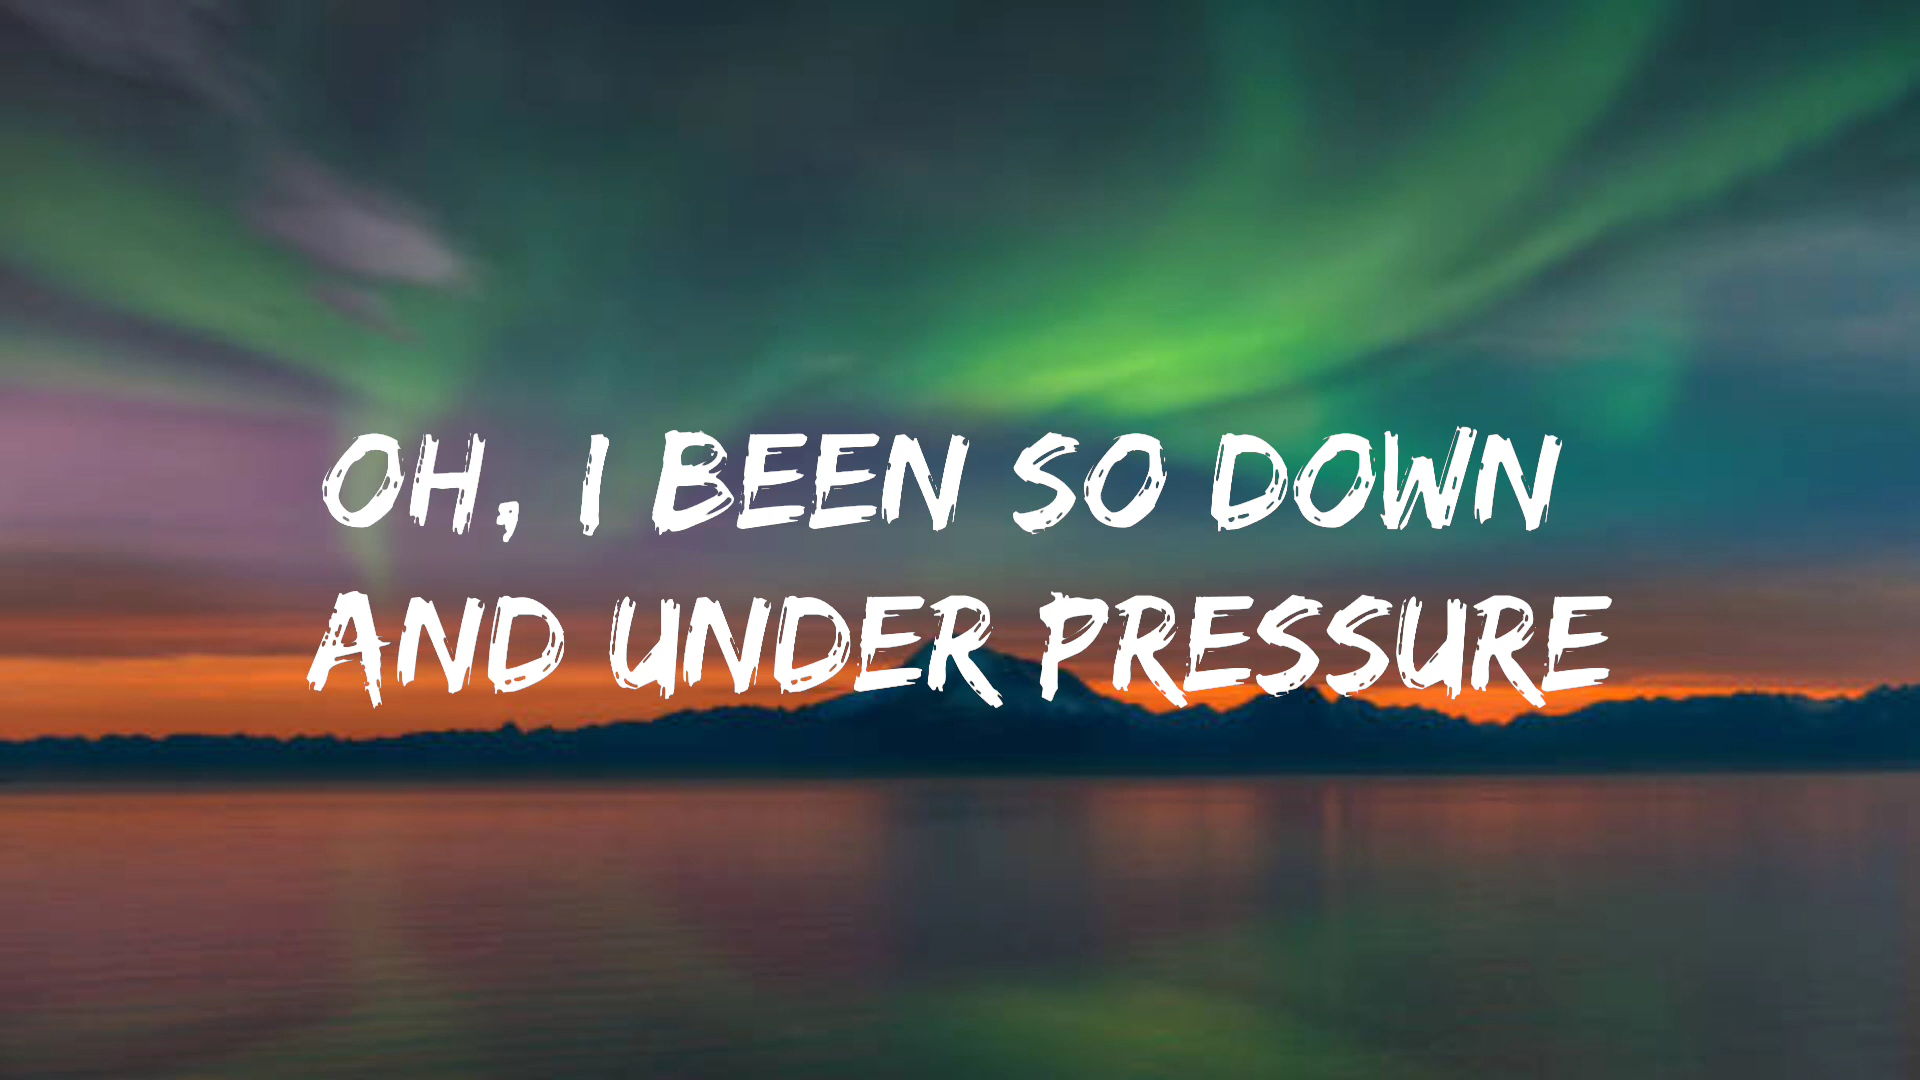 OH, I BEEN SO DOWN
AND UNDER PRESSURE